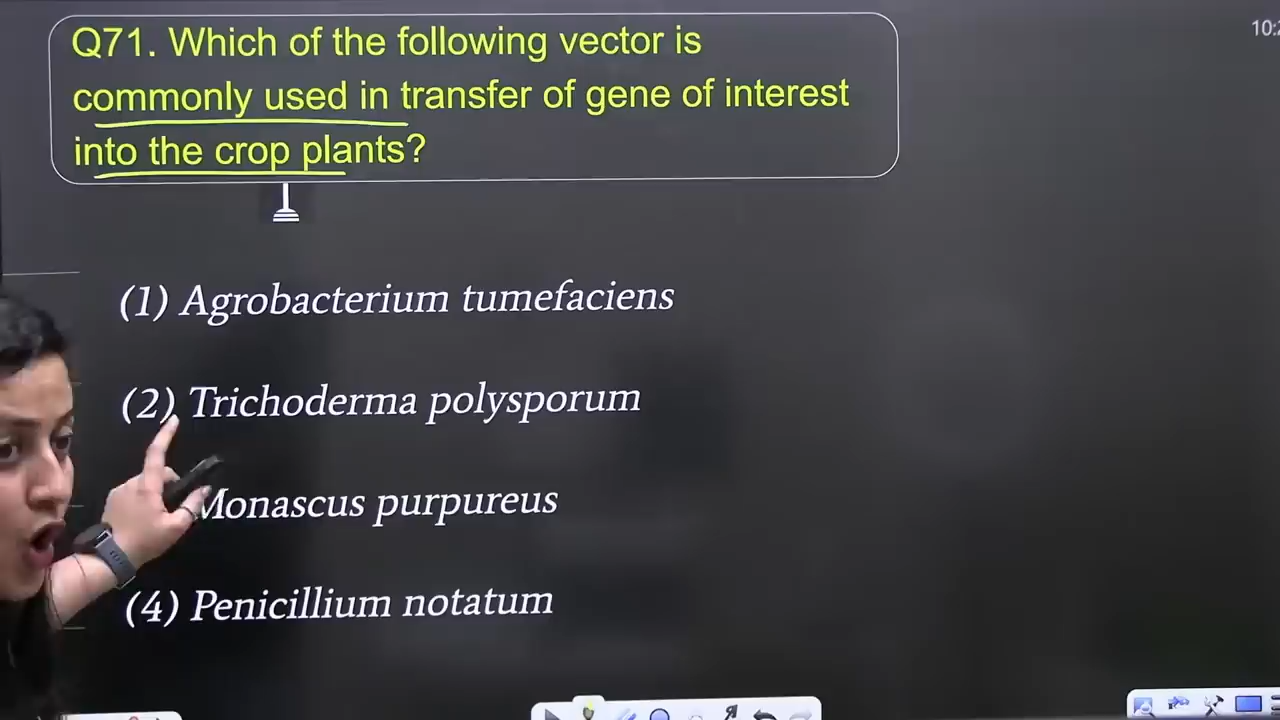 Q71. Which of the following vector is
commonly used in transfer of gene of interest
into the crop plants?
(1) Agrobacterium tumefaciens
(2) Trichoderma polysporum
Monascus purpureus
(4) Penicillium notatum